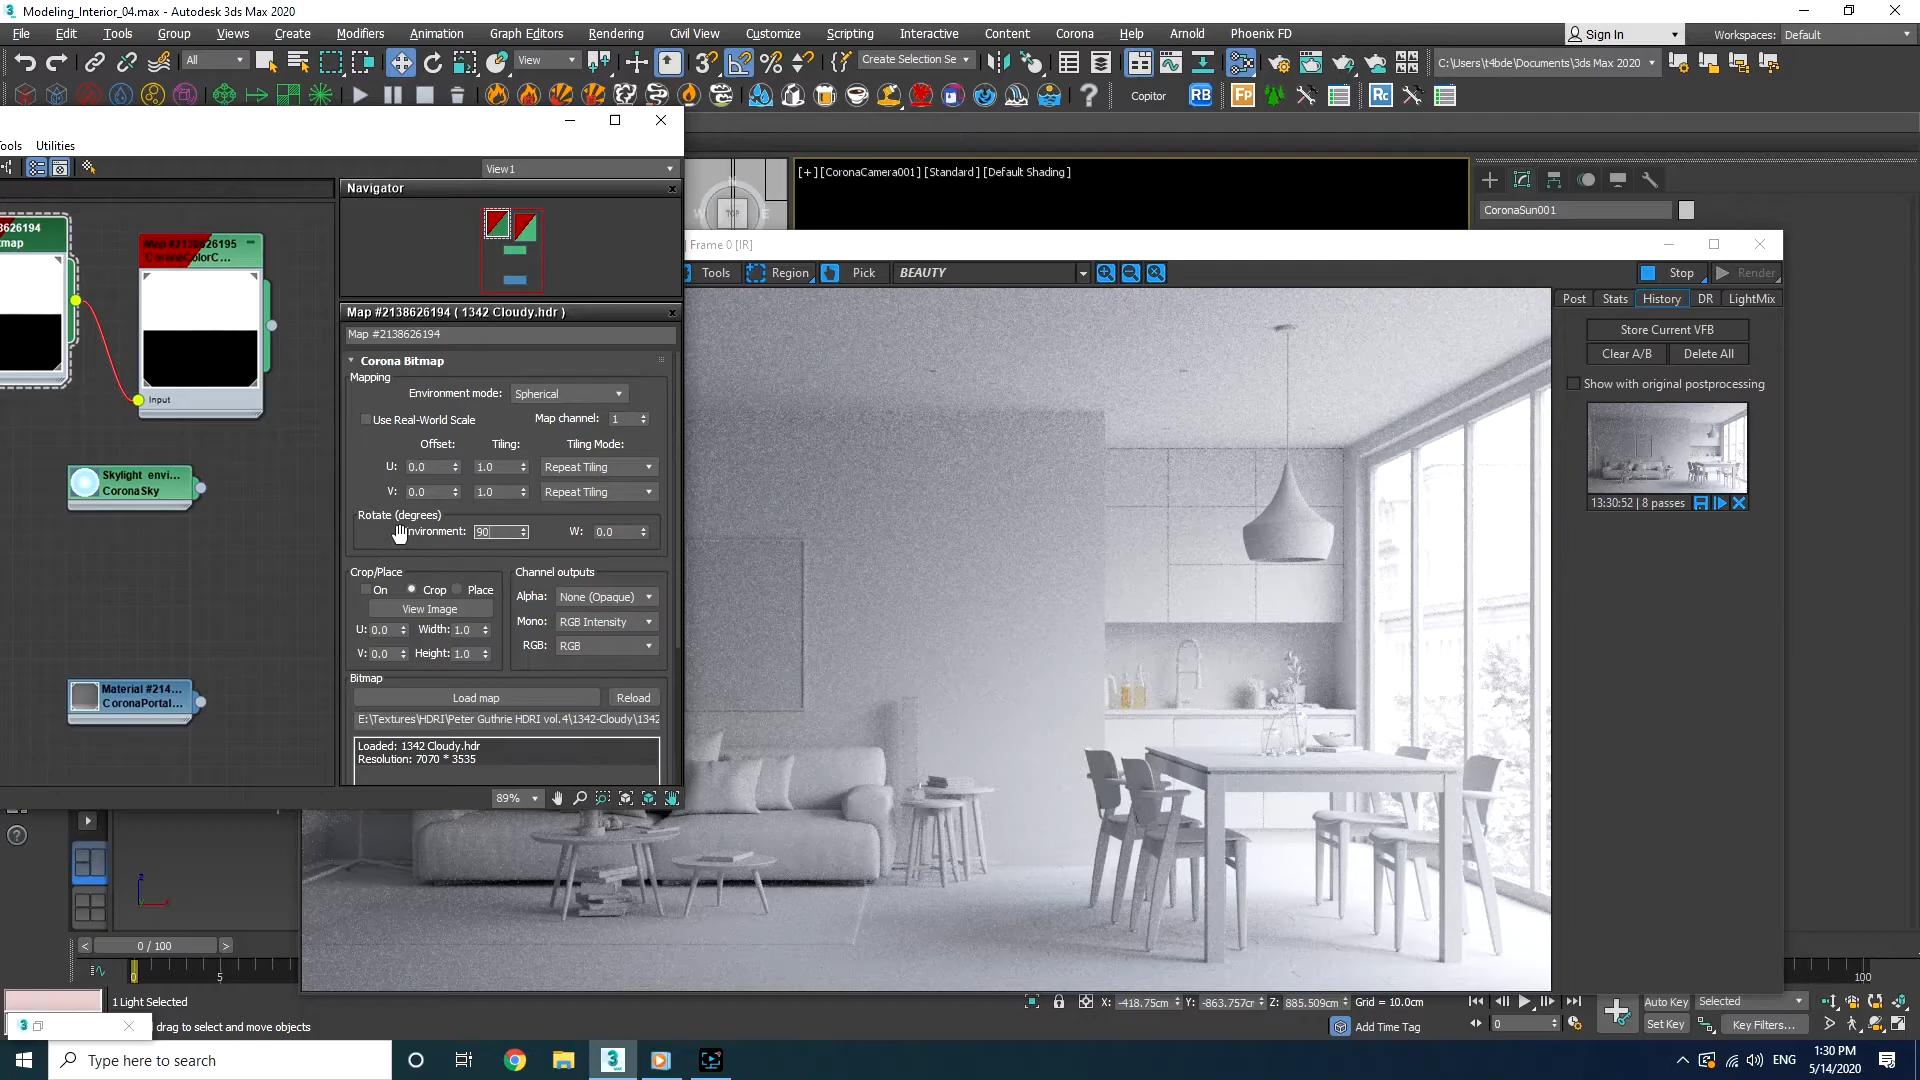 Modeling_Interior_04.max - Autodesk 3ds Max 2020
File Edit Tools Group Views Create Modifiers Animation Graph Editors Rendering Civil View Customize Scripting Interactive Content Corona Help Arnold Phoenix FD
Sign In
Workspaces: Default
All
View
Create Selection Se
C:\Users\t4bde\Documents\3ds Max 2020
Copitor
RB
Fp
Rc
ools Utilities
View1
Navigator
[+] [CoronaCamera001] [Standard] [Default Shading]
TOP
W
E
CoronaSun001
8626194
map
Map #2138626195
CoronaColorC...
Input
Frame 0 [IR]
Tools Region Pick BEAUTY
Stop Render
Post Stats History DR LightMix
Store Current VFB
Clear A/B Delete All
Show with original postprocessing
13:30:52 | 8 passes
Map #2138626194 ( 1342 Cloudy.hdr )
Map #2138626194
Corona Bitmap
Mapping
Environment mode: Spherical
Use Real-World Scale Map channel: 1
Offset: Tiling: Tiling Mode:
U: 0.0 1.0 Repeat Tiling
V: 0.0 1.0 Repeat Tiling
Rotate (degrees)
nvironment: 90 W: 0.0
Crop/Place
On Crop Place
View Image
U: 0.0 Width: 1.0
V: 0.0 Height: 1.0
Channel outputs
Alpha: None (Opaque)
Mono: RGB Intensity
RGB: RGB
Bitmap
Load map Reload
E:\Textures\HDRI\Peter Guthrie HDRI vol.4\1342-Cloudy\1342
Loaded: 1342 Cloudy.hdr
Resolution: 7070 * 3535
Skylight envi...
CoronaSky
Material #214...
CoronaPortal...
89%
z
x
0 / 100
0
5
100
1 Light Selected
drag to select and move objects
X: -418.75cm Y: -863.757cr Z: 885.509cm Grid = 10.0cm
Add Time Tag
0
Auto Key Selected
Set Key Key Filters...
Type here to search
ENG
1:30 PM
5/14/2020